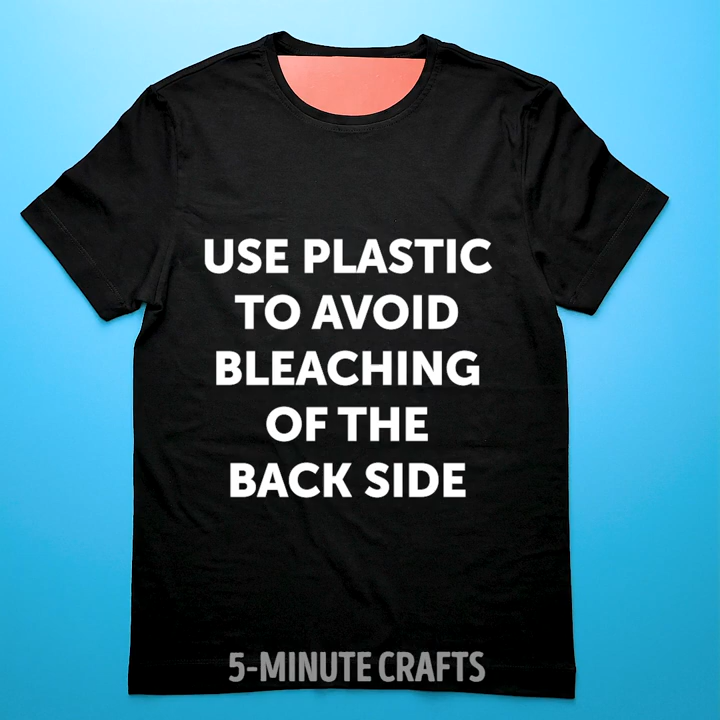 USE PLASTIC
TO AVOID
BLEACHING
OF THE
BACK SIDE
5-MINUTE CRAFTS